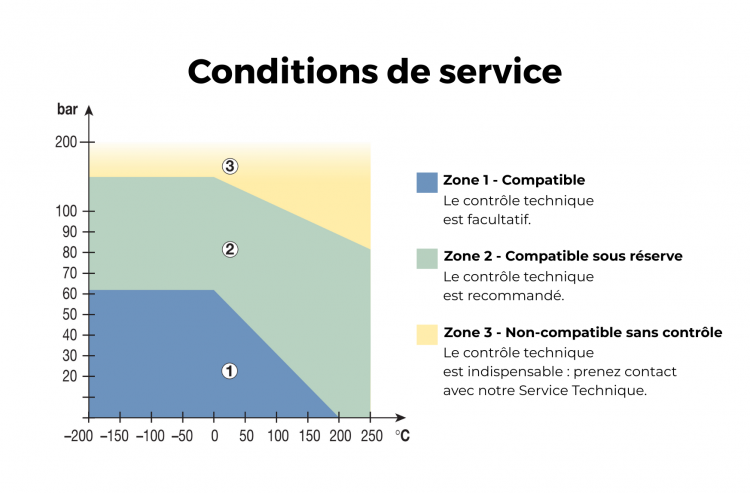 Conditions de service
bar
200
100
90
80
70
60
50
40
30
20
3
2
1
–200 –150 –100 –50 0 50 100 150 200 250 °C
Zone 1 - Compatible
Le contrôle technique
est facultatif.
Zone 2 - Compatible sous réserve
Le contrôle technique
est recommandé.
Zone 3 - Non-compatible sans contrôle
Le contrôle technique
est indispensable : prenez contact
avec notre Service Technique.